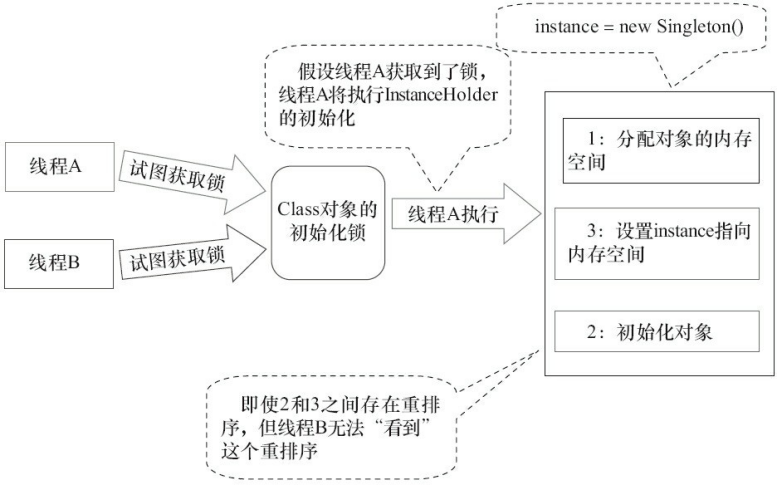 instance = new Singleton()
假设线程A获取到了锁，
线程A将执行InstanceHolder
的初始化
1：分配对象的内存
空间
线程A
试图获取锁
Class对象的
初始化锁
线程A执行
3：设置instance指向
内存空间
线程B
试图获取锁
2：初始化对象
即使2和3之间存在重排
序，但线程B无法“看到”
这个重排序